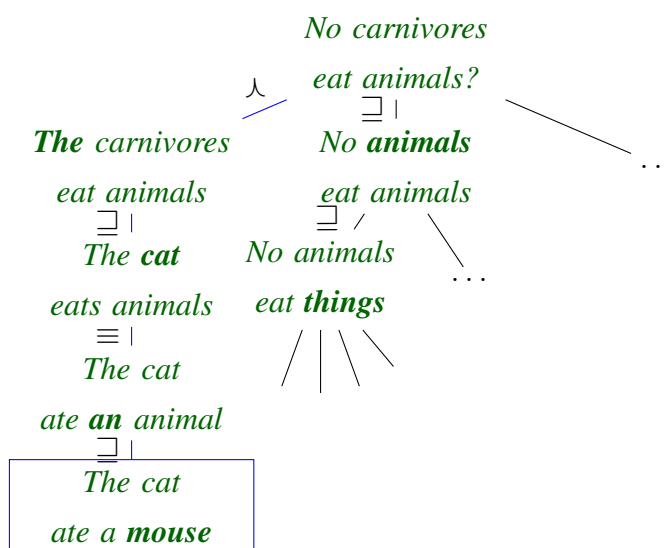 No carnivores
eat animals?
⋏
⊒
The carnivores
eat animals
No animals
eat animals
. .
⊒
⊒
The cat
eats animals
No animals
eat things
. . .
≡
The cat
ate an animal
⊒
The cat
ate a mouse